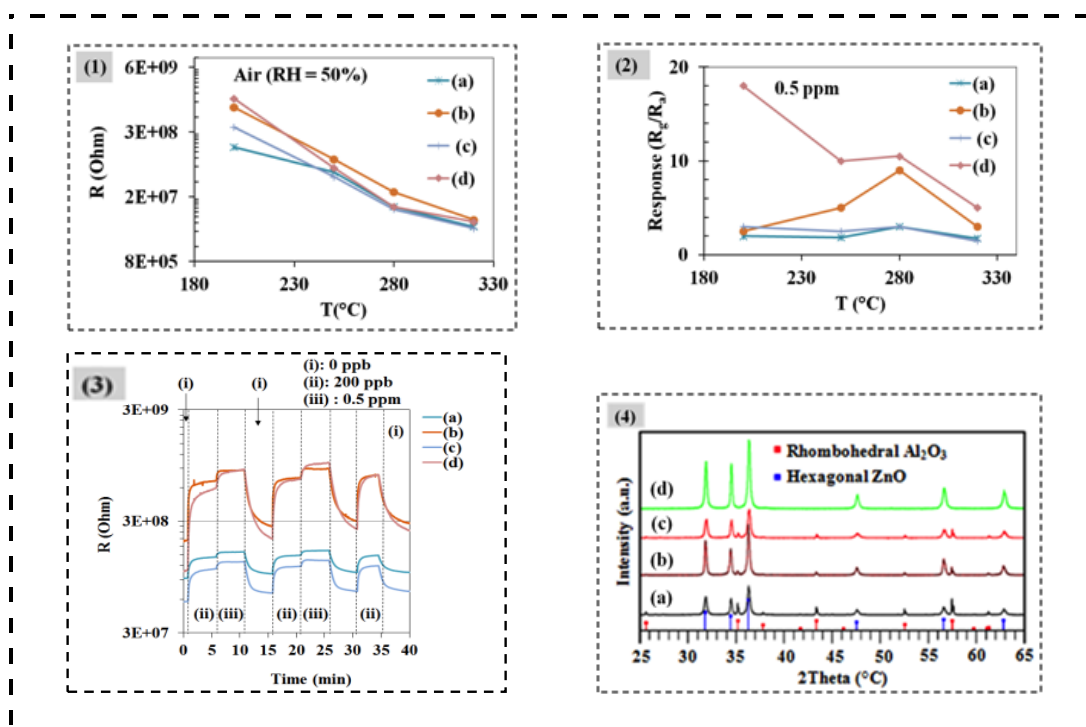 (1)
Air (RH = 50%)
(a)
(b)
(c)
(d)
R (Ohm)
6E+09
3E+08
2E+07
8E+05
180
230
280
330
T(°C)
(2)
0.5 ppm
(a)
(b)
(c)
(d)
Response (Rg/Ra)
20
10
0
180
230
280
330
T (°C)
(3)
(i): 0 ppb
(ii): 200 ppb
(iii) : 0.5 ppm
(i)
(i)
(i)
(a)
(b)
(c)
(d)
R (Ohm)
3E+09
3E+08
3E+07
(ii)
(iii)
(ii)
(iii)
(ii)
0
5
10
15
20
25
30
35
40
Time (min)
(4)
Rhombohedral Al₂O₃
Hexagonal ZnO
(d)
(c)
(b)
(a)
Intensity (a.u.)
25
30
35
40
45
50
55
60
65
2Theta (°C)